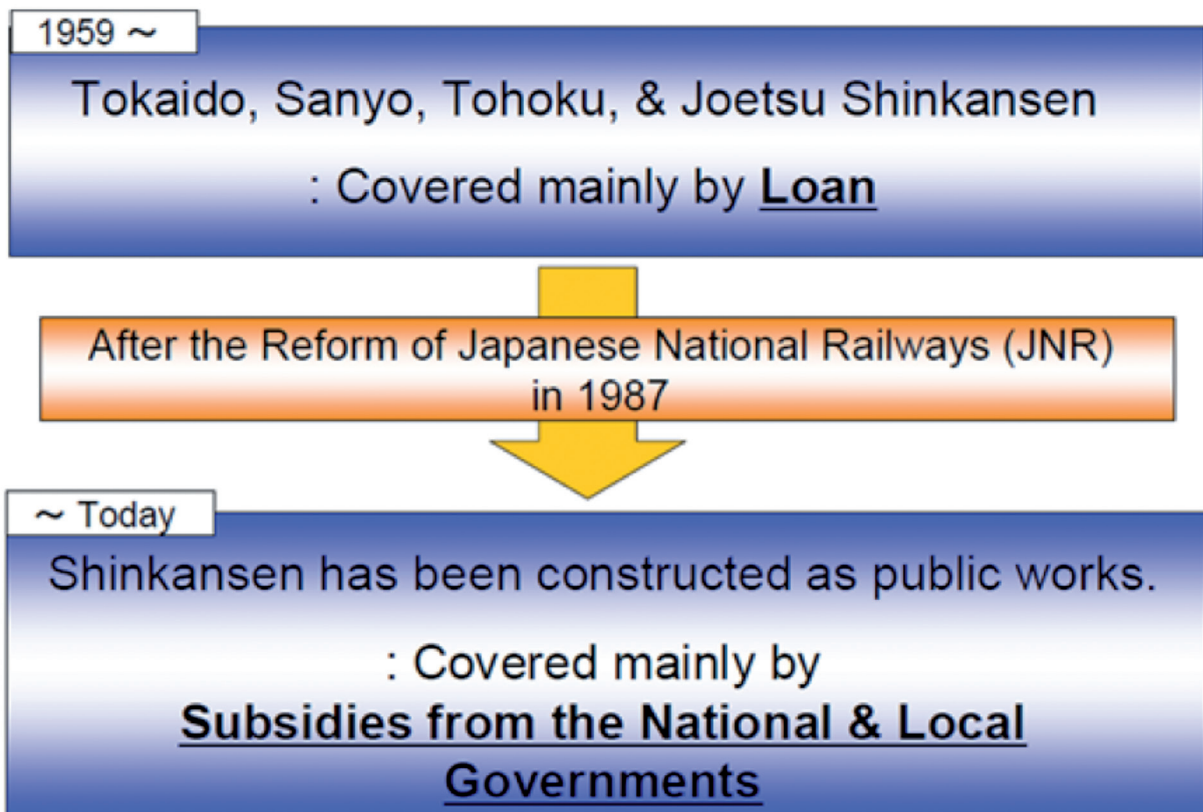 1959 ～
Tokaido, Sanyo, Tohoku, & Joetsu Shinkansen
: Covered mainly by Loan
After the Reform of Japanese National Railways (JNR)
in 1987
～ Today
Shinkansen has been constructed as public works.
: Covered mainly by
Subsidies from the National & Local
Governments